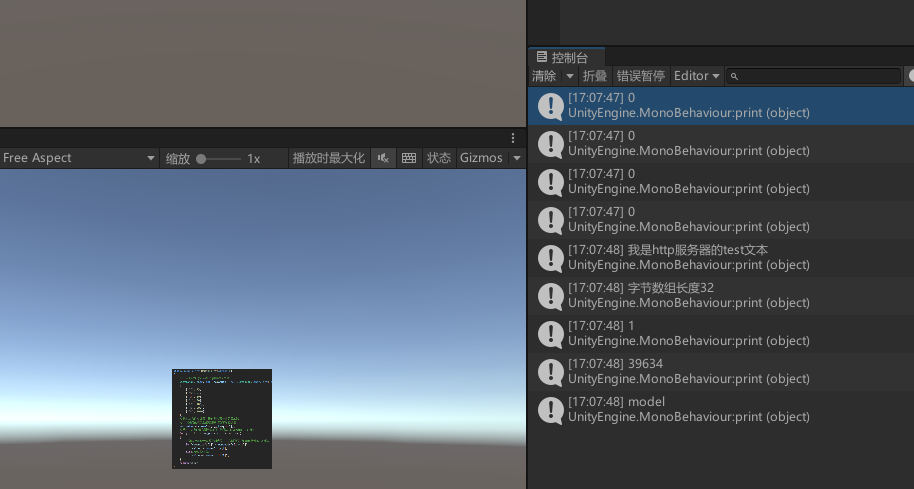 控制台
清除 折叠 错误暂停 Editor
[17:07:47] 0
UnityEngine.MonoBehaviour:print (object)
[17:07:47] 0
UnityEngine.MonoBehaviour:print (object)
[17:07:47] 0
UnityEngine.MonoBehaviour:print (object)
[17:07:47] 0
UnityEngine.MonoBehaviour:print (object)
[17:07:48] 我是http服务器的test文本
UnityEngine.MonoBehaviour:print (object)
[17:07:48] 字节数组长度32
UnityEngine.MonoBehaviour:print (object)
[17:07:48] 1
UnityEngine.MonoBehaviour:print (object)
[17:07:48] 39634
UnityEngine.MonoBehaviour:print (object)
[17:07:48] model
UnityEngine.MonoBehaviour:print (object)
Free Aspect 缩放 1x 播放时最大化 状态 Gizmos